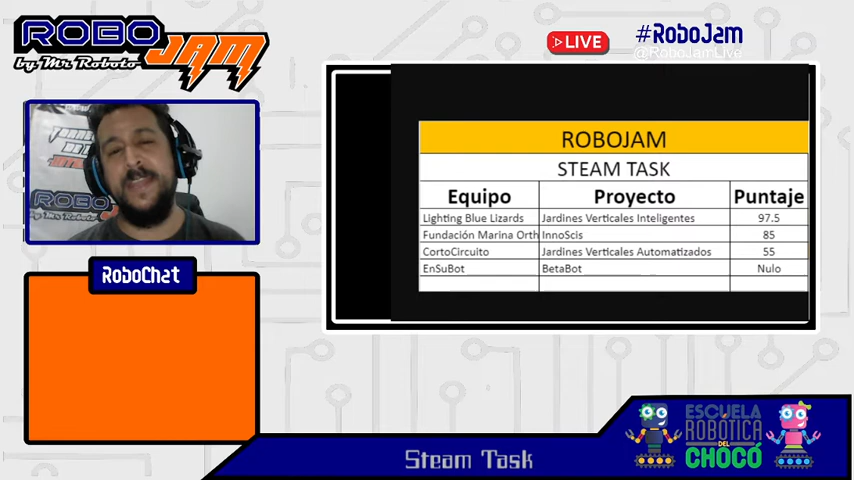 ROBO
JAM
by Mr Roboto
LIVE
#RoboJam
@RoboJamLive
ROBOJAM
STEAM TASK
Equipo Proyecto Puntaje
Lighting Blue Lizards Jardines Verticales Inteligentes 97.5
Fundación Marina Orth InnoScis 85
CortoCircuito Jardines Verticales Automatizados 55
EnSuBot BetaBot Nulo
ROBO
RoboChat
Steam Task
ESCUELA
ROBÓTICA
DEL
CHOCÓ